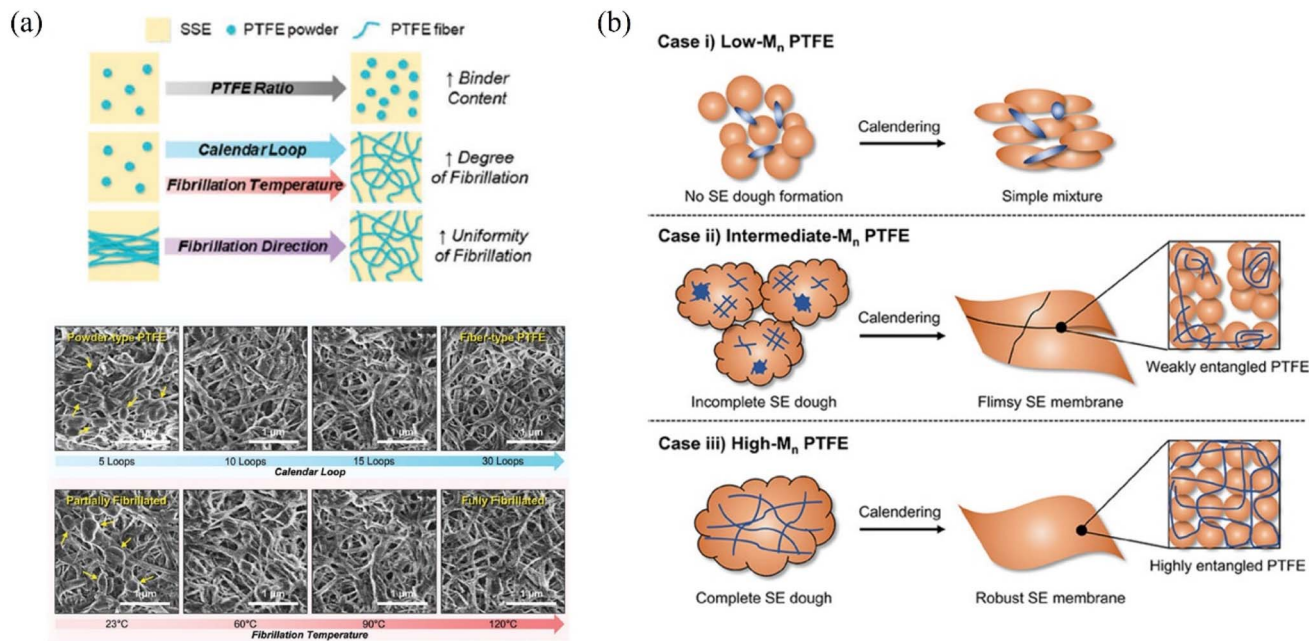 (a)
SSE
PTFE powder
PTFE fiber
PTFE Ratio
↑ Binder
Content
Calendar Loop
Fibrillation Temperature
↑ Degree
of Fibrillation
Fibrillation Direction
↑ Uniformity
of Fibrillation
Powder-type PTFE
Fiber-type PTFE
1 μm
1 μm
1 μm
1 μm
5 Loops
10 Loops
15 Loops
30 Loops
Calendar Loop
Partially Fibrillated
Fully Fibrillated
1 μm
1 μm
1 μm
1 μm
23°C
60°C
90°C
120°C
Fibrillation Temperature
(b)
Case i) Low-Mn PTFE
Calendering
No SE dough formation
Simple mixture
Case ii) Intermediate-Mn PTFE
Calendering
Weakly entangled PTFE
Incomplete SE dough
Flimsy SE membrane
Case iii) High-Mn PTFE
Calendering
Highly entangled PTFE
Complete SE dough
Robust SE membrane